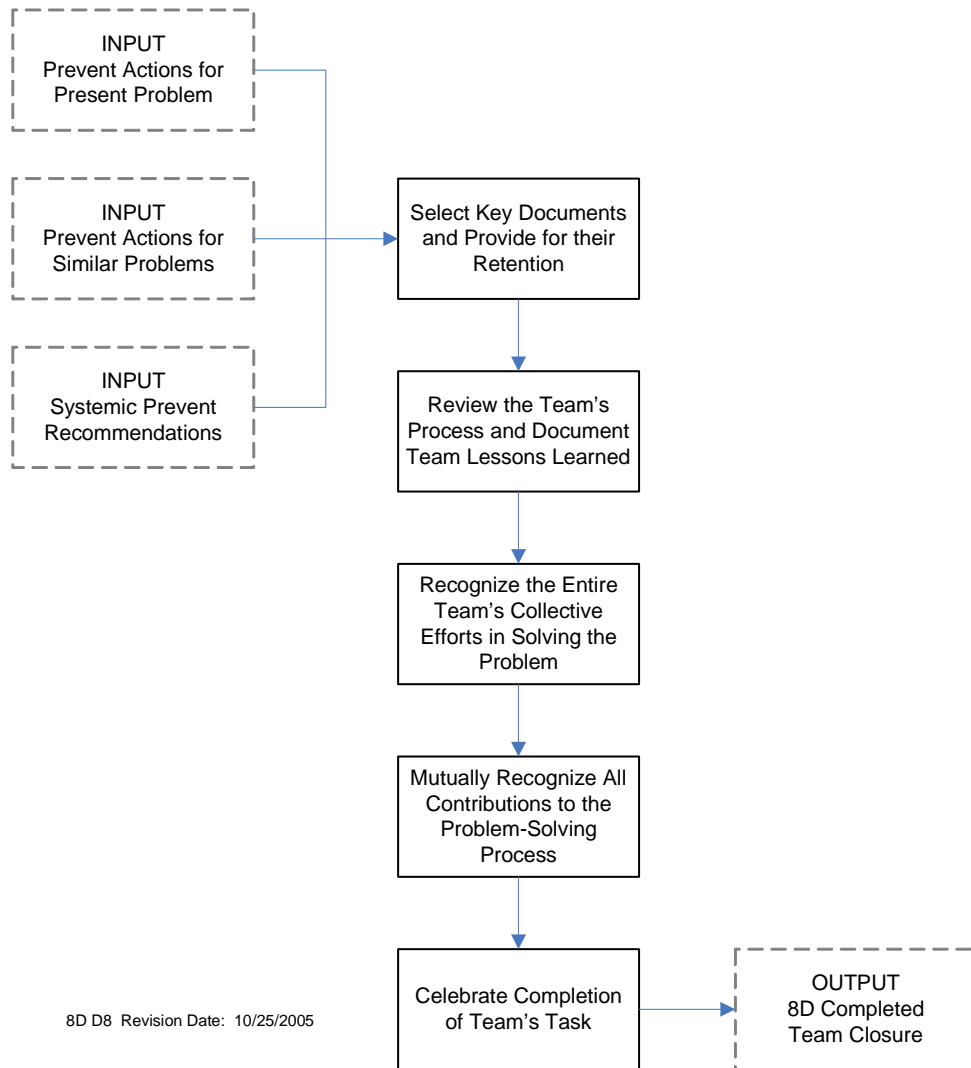 INPUT
Prevent Actions for
Present Problem
INPUT
Prevent Actions for
Similar Problems
INPUT
Systemic Prevent
Recommendations
Select Key Documents
and Provide for their
Retention
Review the Team’s
Process and Document
Team Lessons Learned
Recognize the Entire
Team’s Collective
Efforts in Solving the
Problem
Mutually Recognize All
Contributions to the
Problem-Solving
Process
Celebrate Completion
of Team’s Task
OUTPUT
8D Completed
Team Closure
8D D8 Revision Date: 10/25/2005